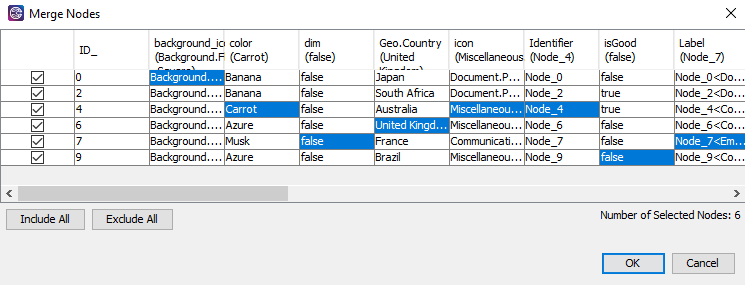 Merge Nodes
ID_ background_ic color dim Geo.Country icon Identifier isGood Label
(Background.F (Carrot) (false) (United (Miscellaneous (Node_4) (false) (Node_7)
0 Background.... Banana false Japan Document.P... Node_0 false Node_0<Do...
2 Background.... Banana false South Africa Document.P... Node_2 true Node_2<Do...
4 Background.... Carrot false Australia Miscellaneou... Node_4 true Node_4<Co...
6 Background.... Azure false United Kingd... Miscellaneou... Node_6 false Node_6<Co...
7 Background.... Musk false France Communicati... Node_7 false Node_7<Em...
9 Background.... Azure false Brazil Miscellaneou... Node_9 false Node_9<Co...
Include All Exclude All Number of Selected Nodes: 6
OK Cancel